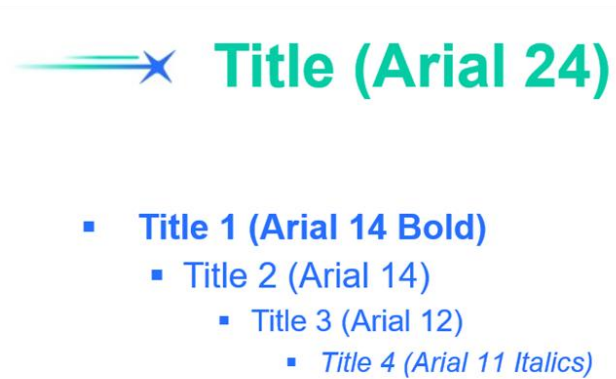 Title (Arial 24)
▪ Title 1 (Arial 14 Bold)
▪ Title 2 (Arial 14)
▪ Title 3 (Arial 12)
▪ Title 4 (Arial 11 Italics)